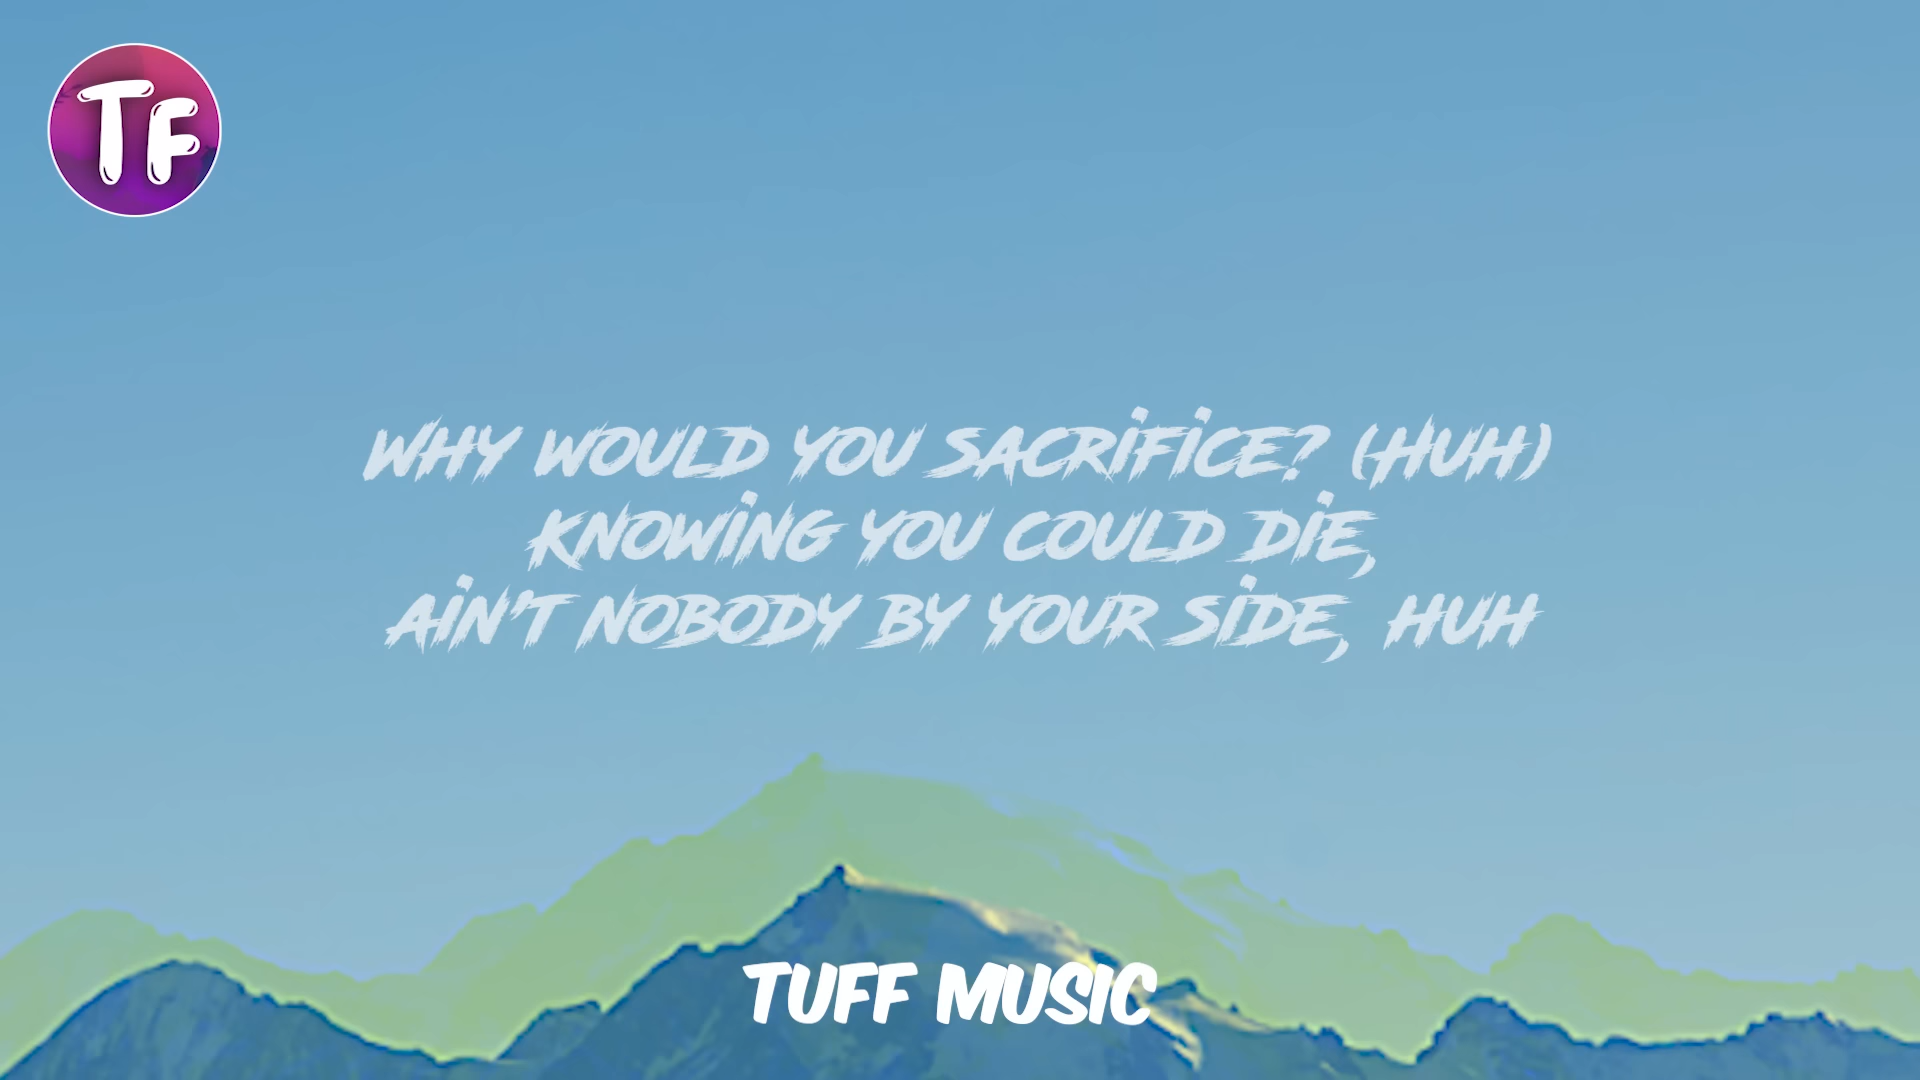 TF
WHY WOULD YOU SACRIFICE? (HUH)
KNOWING YOU COULD DIE,
AIN'T NOBODY BY YOUR SIDE, HUH
TUFF MUSIC